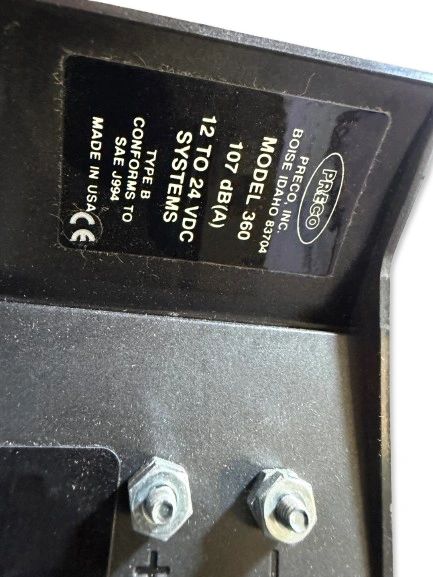 PRECO
PRECO, INC.
BOISE IDAHO 83704
MODEL 360
107 dB(A)
12 TO 24 VDC
SYSTEMS
TYPE B
CONFORMS TO
SAE J994
MADE IN USA CE
+ -